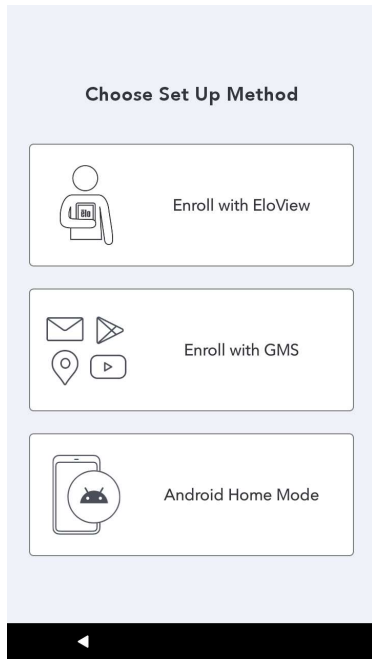 Choose Set Up Method
Elo
Enroll with EloView
Enroll with GMS
Android Home Mode